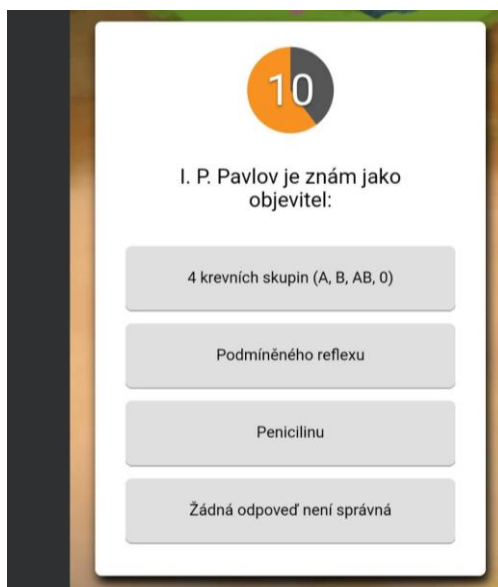 10
I. P. Pavlov je znám jako
objevitel:
4 krevních skupin (A, B, AB, 0)
Podmíněného reflexu
Penicilinu
Žádná odpověď není správná